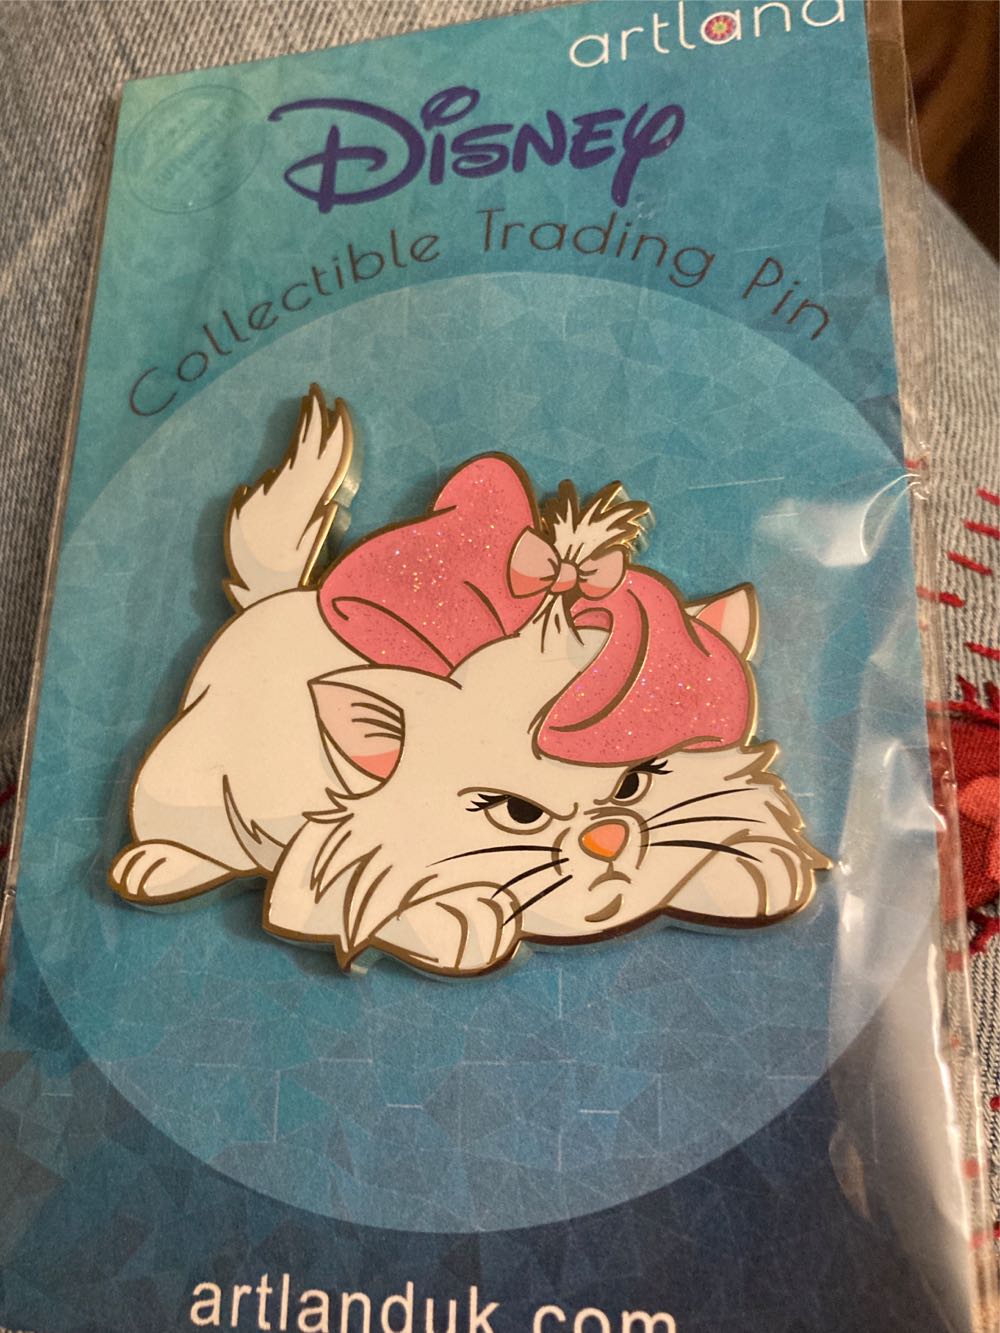 artland
Disney
Collectible Trading Pin
artlanduk.com